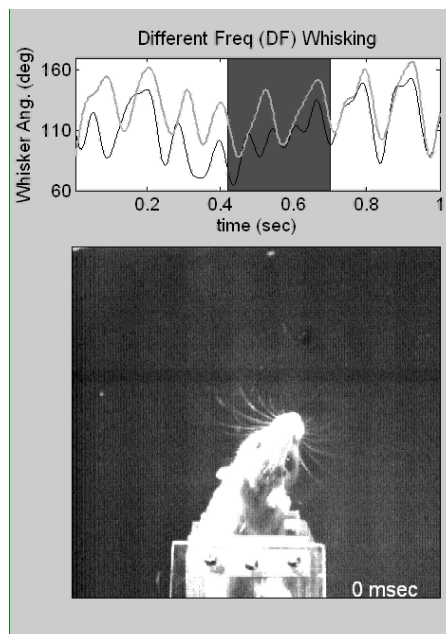 Different Freq (DF) Whisking
160
110
60
Whisker Ang. (deg)
0.2 0.4 0.6 0.8 1
time (sec)
0 msec